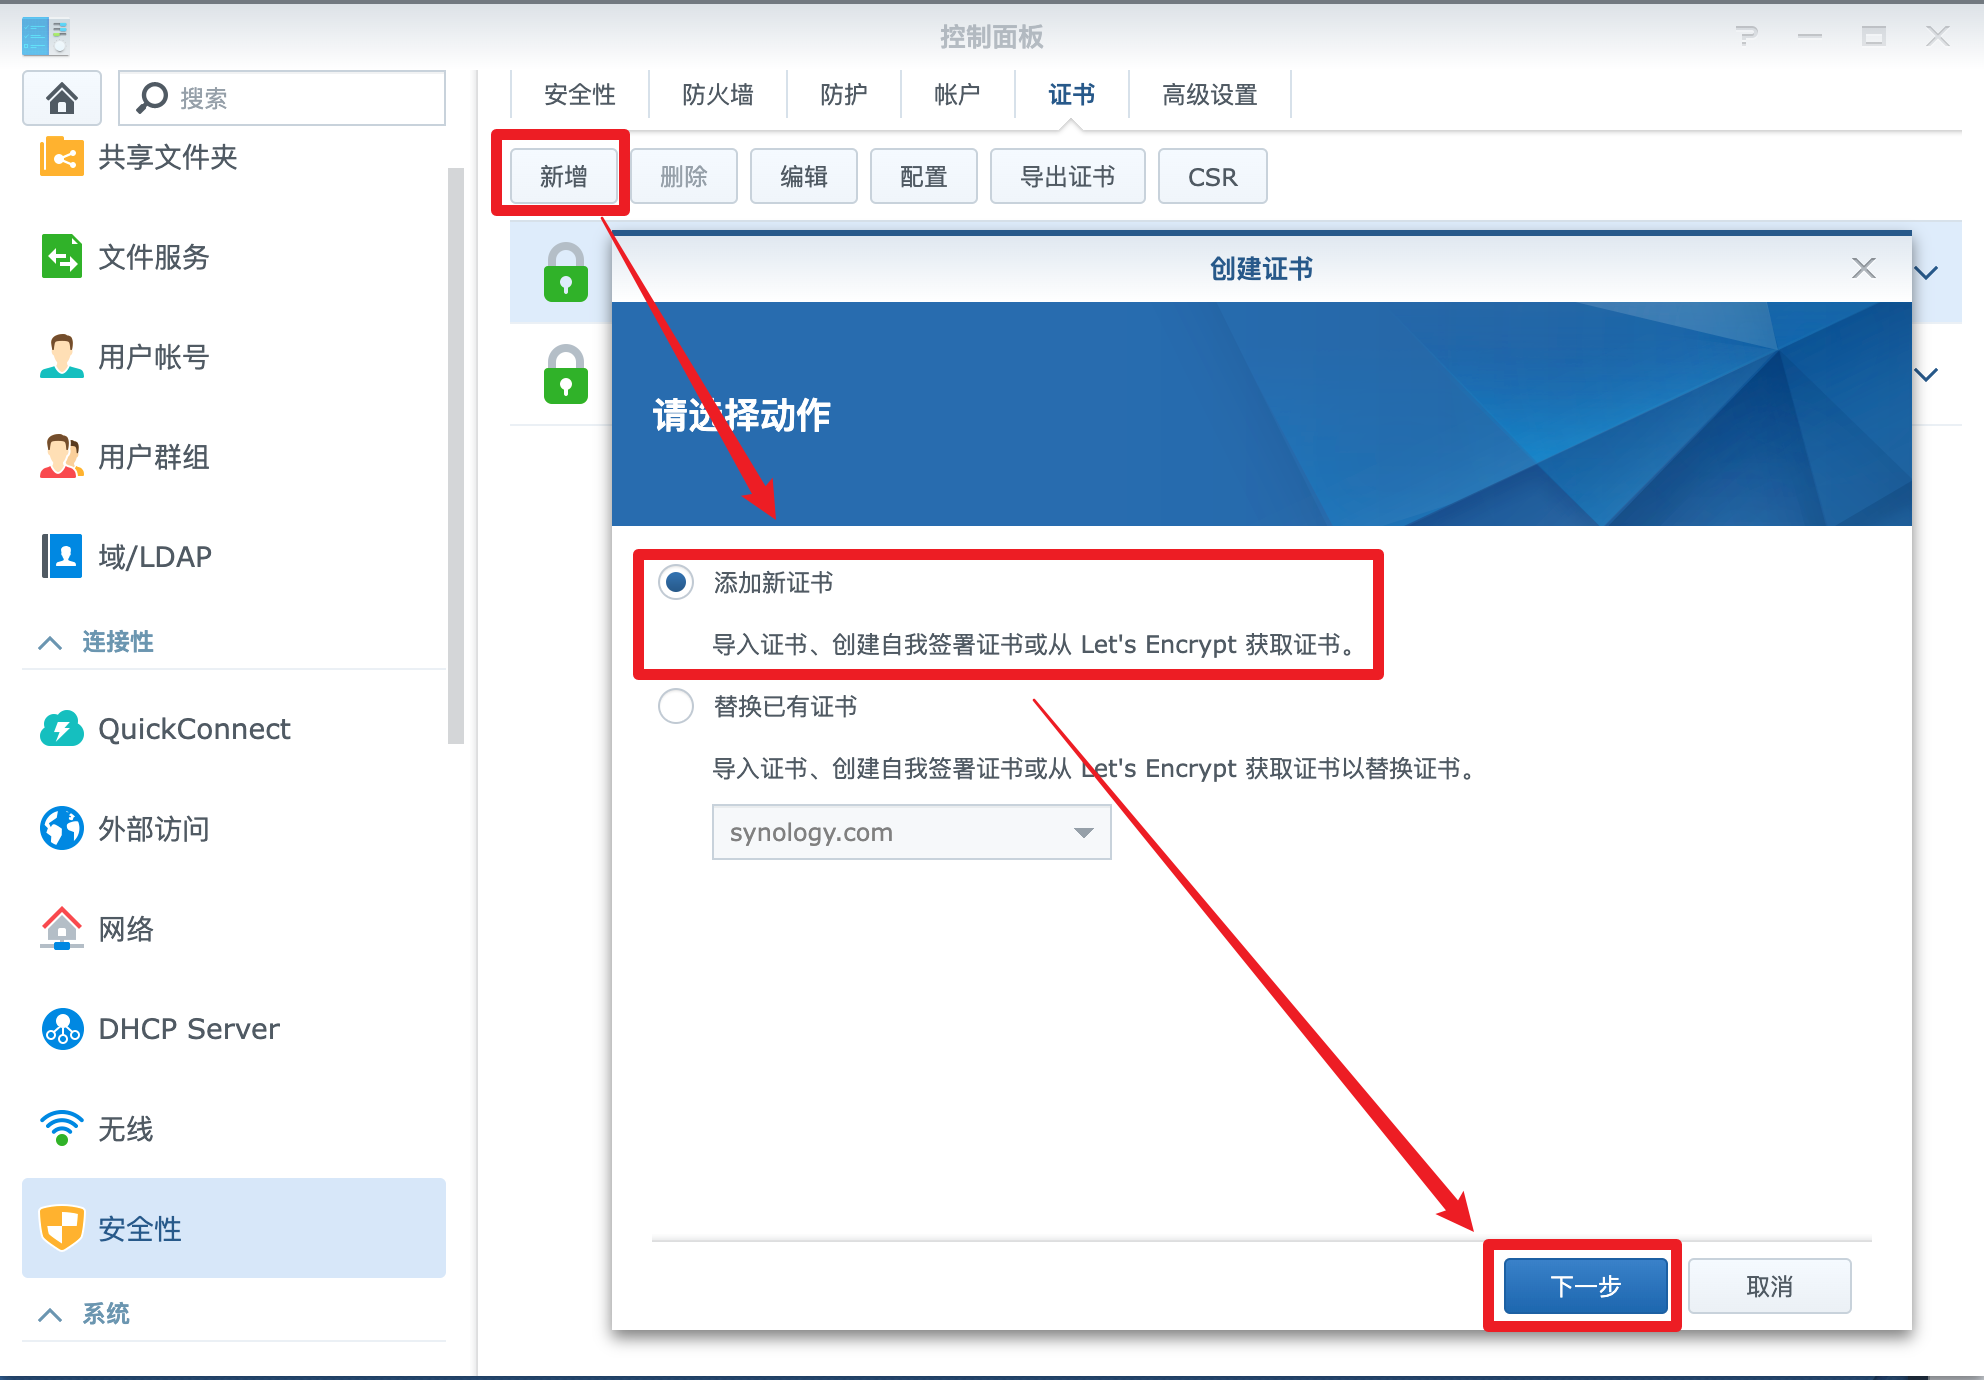 控制面板
搜索
安全性
防火墙
防护
帐户
证书
高级设置
共享文件夹
文件服务
用户帐号
用户群组
域/LDAP
连接性
QuickConnect
外部访问
网络
DHCP Server
无线
安全性
系统
新增
删除
编辑
配置
导出证书
CSR
创建证书
请选择动作
添加新证书
导入证书、创建自我签署证书或从 Let's Encrypt 获取证书。
替换已有证书
导入证书、创建自我签署证书或从 Let's Encrypt 获取证书以替换证书。
synology.com
下一步
取消